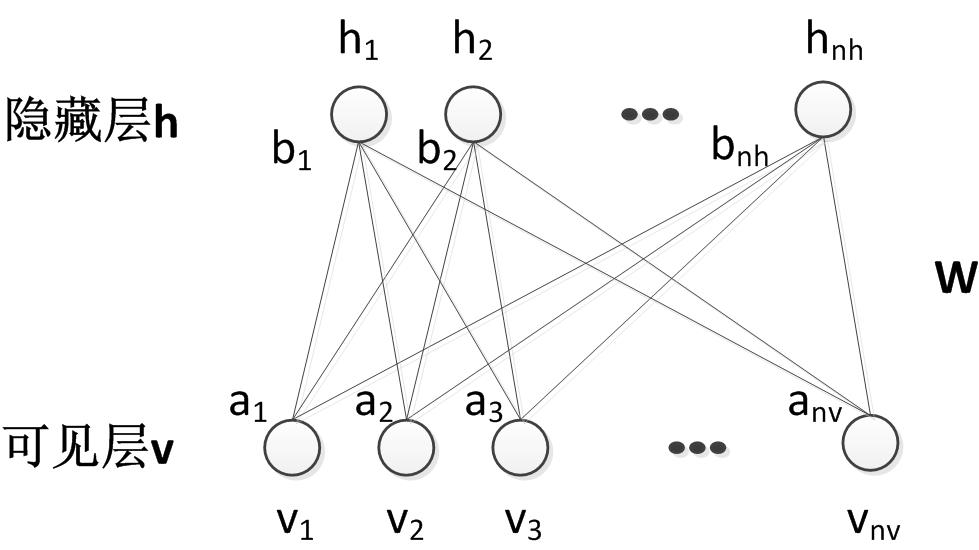 h1 h2 hnh
隐藏层h
b1 b2 bnh
W
a1 a2 a3 anv
可见层v
v1 v2 v3 vnv